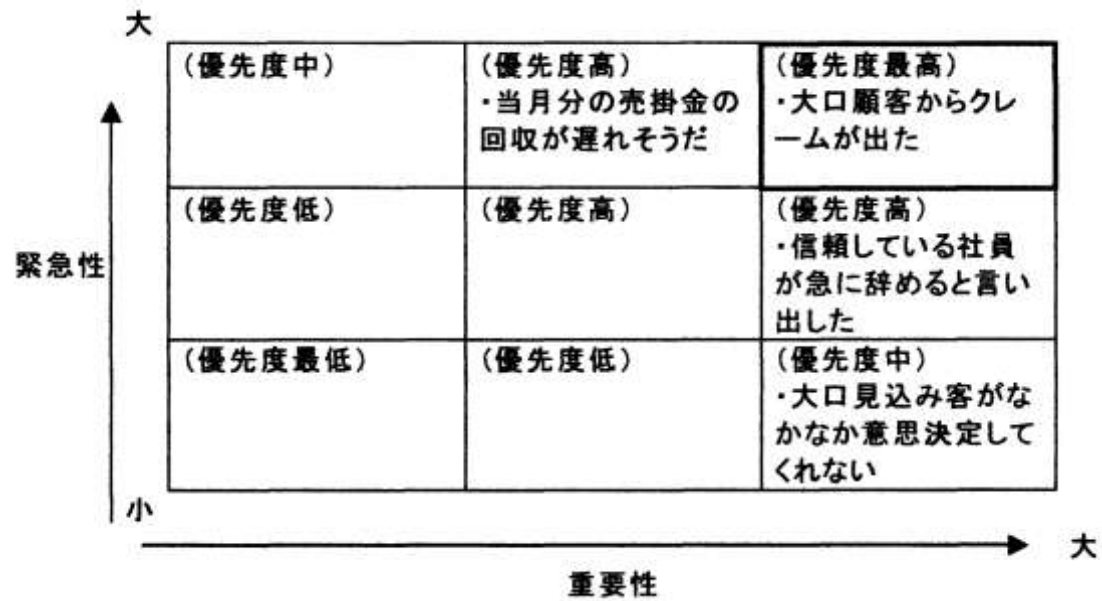 大
(優先度中)
(優先度高)
・当月分の売掛金の
回収が遅れそうだ
(優先度最高)
・大口顧客からクレ
ームが出た
(優先度低)
(優先度高)
(優先度高)
・信頼している社員
が急に辞めると言い
出した
緊急性
(優先度最低)
(優先度低)
(優先度中)
・大口見込み客がな
かなか意思決定して
くれない
小
大
重要性